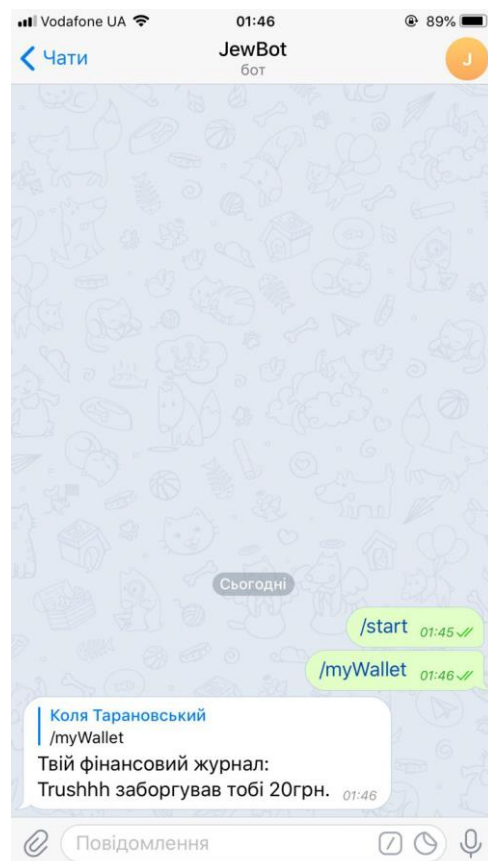 Vodafone UA 01:46 89%
Чати JewBot J
бот
Сьогодні
/start 01:45
/myWallet 01:46
Коля Тарановський
/myWallet
Твій фінансовий журнал:
Trushhh заборгував тобі 20грн. 01:46
Повідомлення